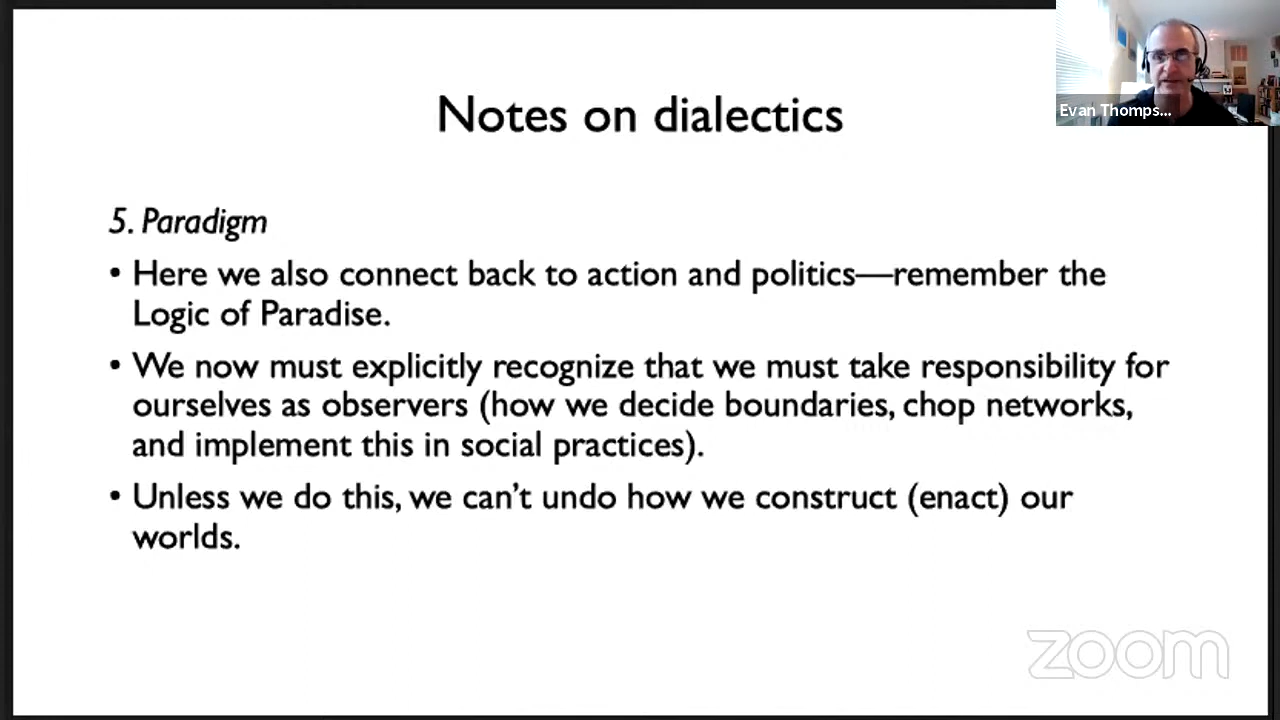 Notes on dialectics
Evan Thomps...
5. Paradigm
• Here we also connect back to action and politics—remember the
Logic of Paradise.
• We now must explicitly recognize that we must take responsibility for
ourselves as observers (how we decide boundaries, chop networks,
and implement this in social practices).
• Unless we do this, we can’t undo how we construct (enact) our
worlds.
zoom